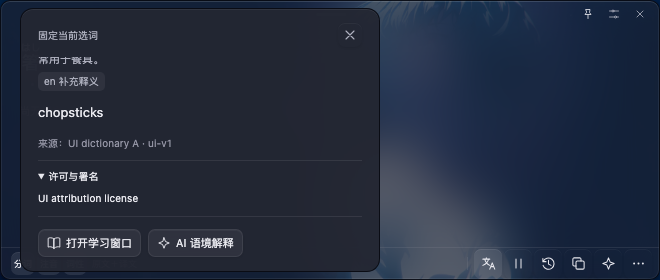 固定当前选词
常用于餐具。
en 补充释义
chopsticks
来源：UI dictionary A · ui-v1
▼ 许可与署名
UI attribution license
打开学习窗口
AI 语境解释